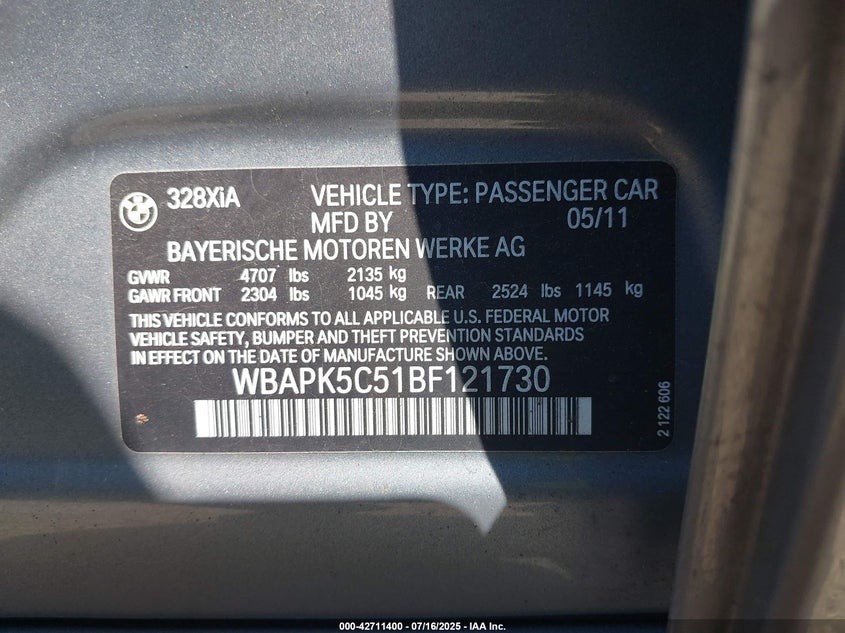 BMW
328XiA VEHICLE TYPE: PASSENGER CAR
MFD BY 05/11
BAYERISCHE MOTOREN WERKE AG
GVWR 4707 lbs 2135 kg
GAWR FRONT 2304 lbs 1045 kg REAR 2524 lbs 1145 kg
THIS VEHICLE CONFORMS TO ALL APPLICABLE U.S. FEDERAL MOTOR
VEHICLE SAFETY, BUMPER AND THEFT PREVENTION STANDARDS
IN EFFECT ON THE DATE OF MANUFACTURE SHOWN ABOVE.
WBAPK5C51BF121730
2 122 606
000-42711400 - 07/16/2025 - IAA Inc.